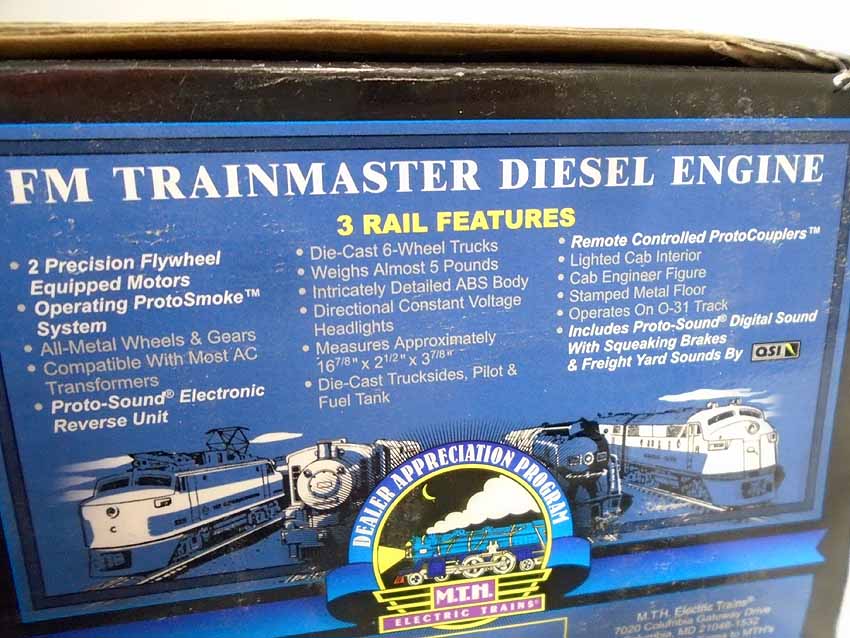 FM TRAINMASTER DIESEL ENGINE
3 RAIL FEATURES
• 2 Precision Flywheel
Equipped Motors
• Operating ProtoSmoke™
System
• All-Metal Wheels & Gears
• Compatible With Most AC
Transformers
• Proto-Sound® Electronic
Reverse Unit
• Die-Cast 6-Wheel Trucks
• Weighs Almost 5 Pounds
• Intricately Detailed ABS Body
• Directional Constant Voltage
Headlights
• Measures Approximately
16 7/8" x 2 1/2" x 3 7/8"
• Die-Cast Trucksides, Pilot &
Fuel Tank
• Remote Controlled ProtoCouplers™
• Lighted Cab Interior
• Cab Engineer Figure
• Stamped Metal Floor
• Operates On O-31 Track
• Includes Proto-Sound® Digital Sound
With Squeaking Brakes
& Freight Yard Sounds By QSI
DEALER APPRECIATION PROGRAM
M.T.H.
ELECTRIC TRAINS®
M.T.H. Electric Trains®
7020 Columbia Gateway Drive
MD 21046-1532
MTH's